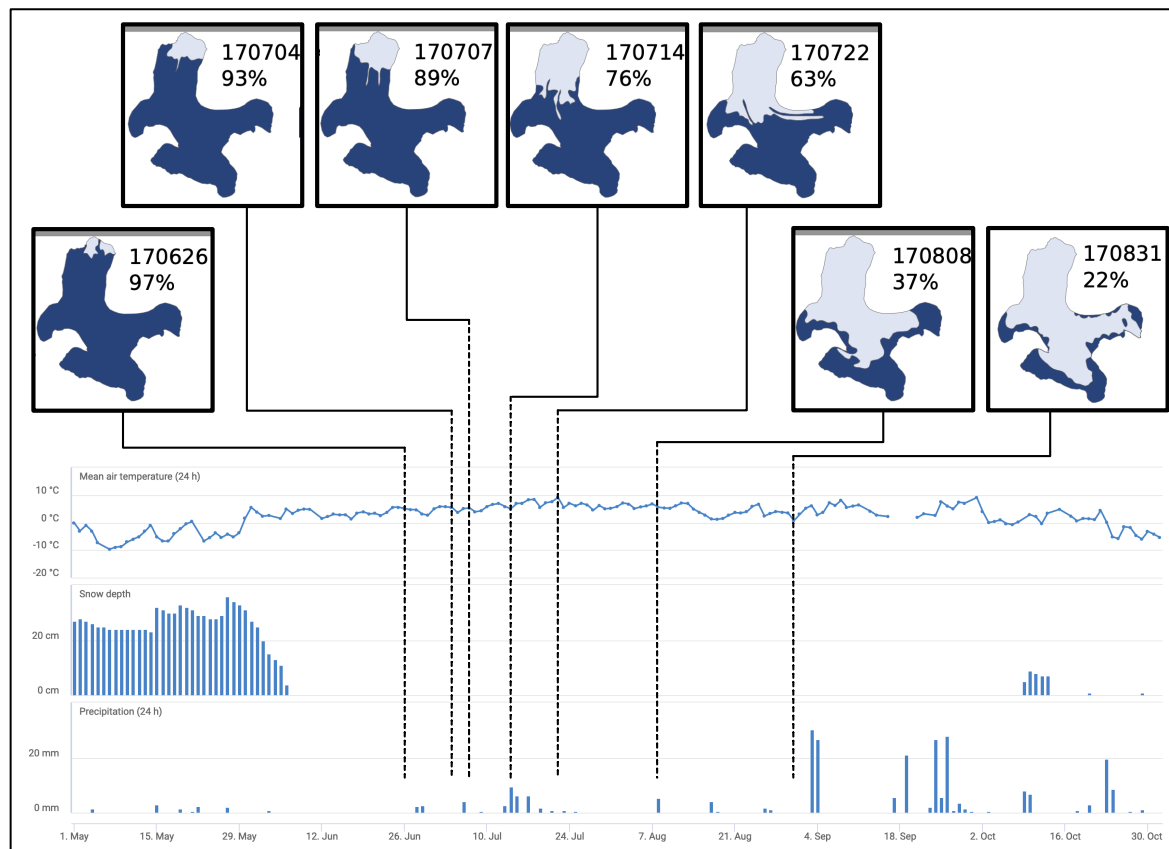 170704
93%
170707
89%
170714
76%
170722
63%
170626
97%
170808
37%
170831
22%
Mean air temperature (24 h)
10 °C
0 °C
-10 °C
-20 °C
Snow depth
20 cm
0 cm
Precipitation (24 h)
20 mm
0 mm
1. May
15. May
29. May
12. Jun
26. Jun
10. Jul
24. Jul
7. Aug
21. Aug
4. Sep
18. Sep
2. Oct
16. Oct
30. Oct